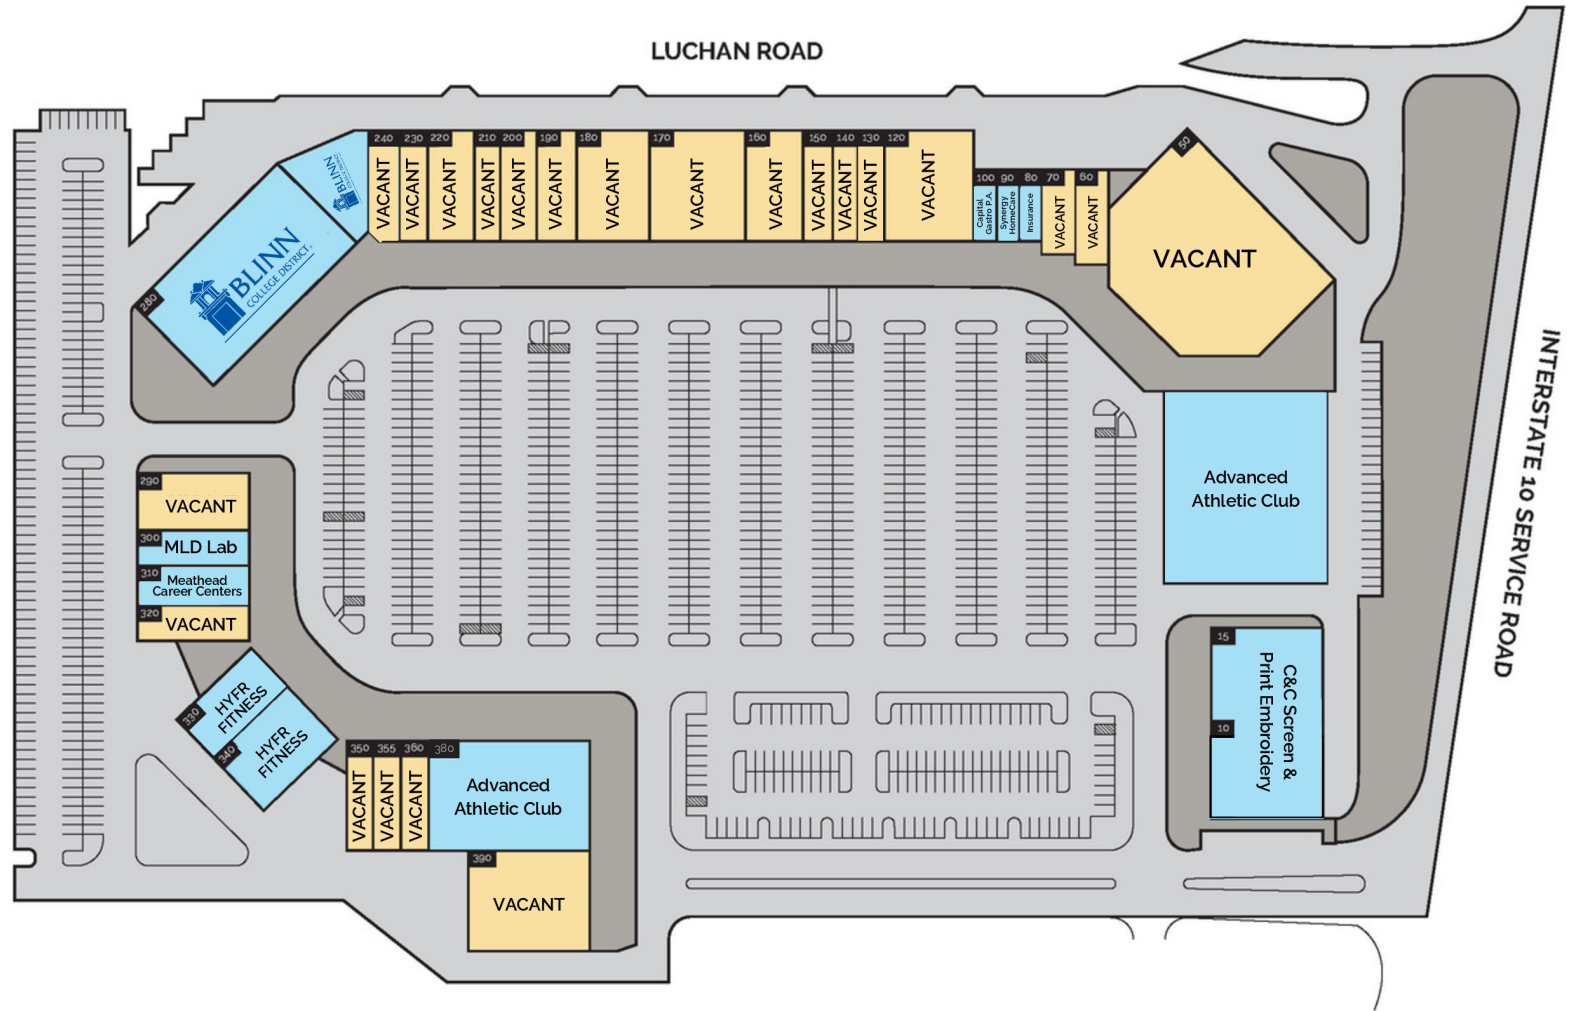 LUCHAN ROAD
INTERSTATE 10 SERVICE ROAD
BLINN
COLLEGE DISTRICT
280
BLINN
COLLEGE DISTRICT
240
VACANT
230
VACANT
220
VACANT
210
VACANT
200
VACANT
190
VACANT
180
VACANT
170
VACANT
160
VACANT
150
VACANT
140
VACANT
130
VACANT
120
VACANT
100
Capital
Gastro P.A.
90
Synergy
HomeCare
80
Insurance
70
VACANT
60
VACANT
50
VACANT
Advanced
Athletic Club
15
10
C&C Screen &
Print Embroidery
290
VACANT
300
MLD Lab
310
Meathead
Career Centers
320
VACANT
330
HYFR
FITNESS
340
HYFR
FITNESS
350
VACANT
355
VACANT
360
VACANT
380
Advanced
Athletic Club
390
VACANT